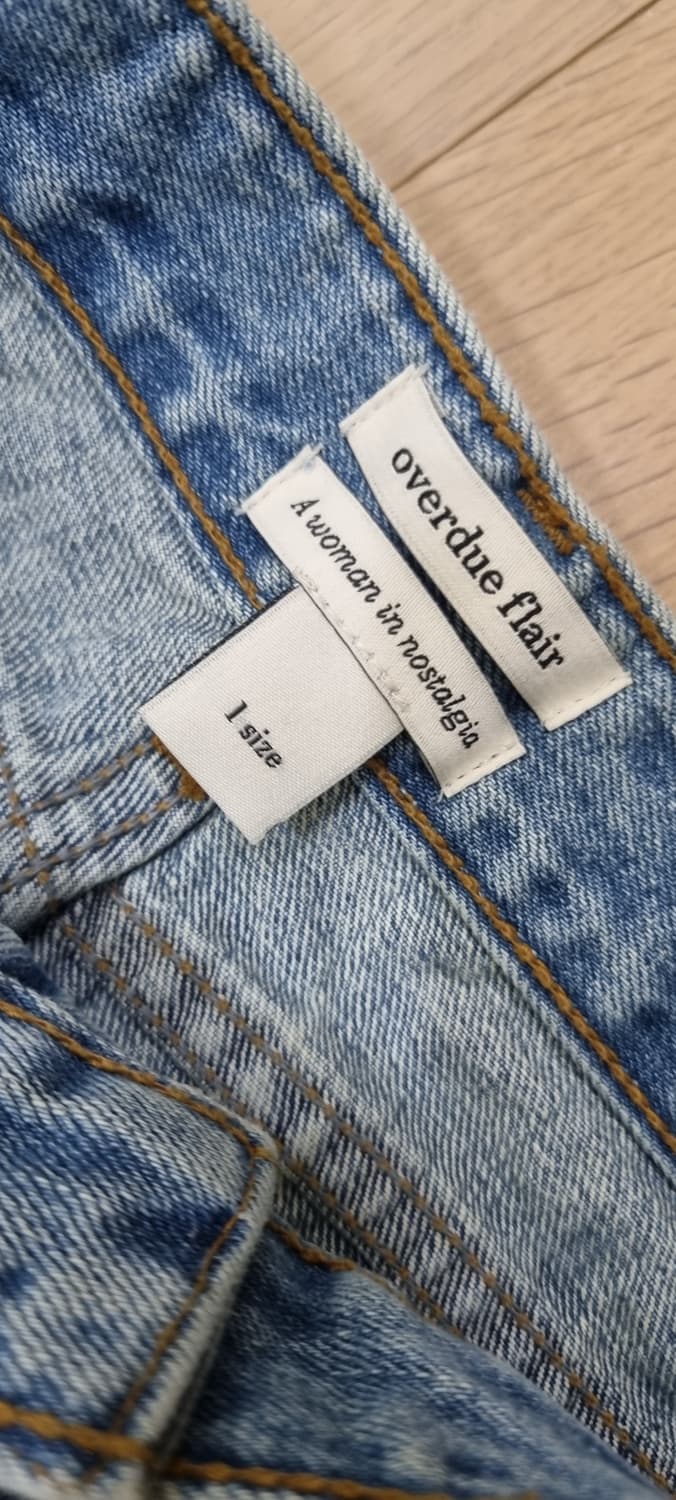 overdue flair
A woman in nostalgia
1 size